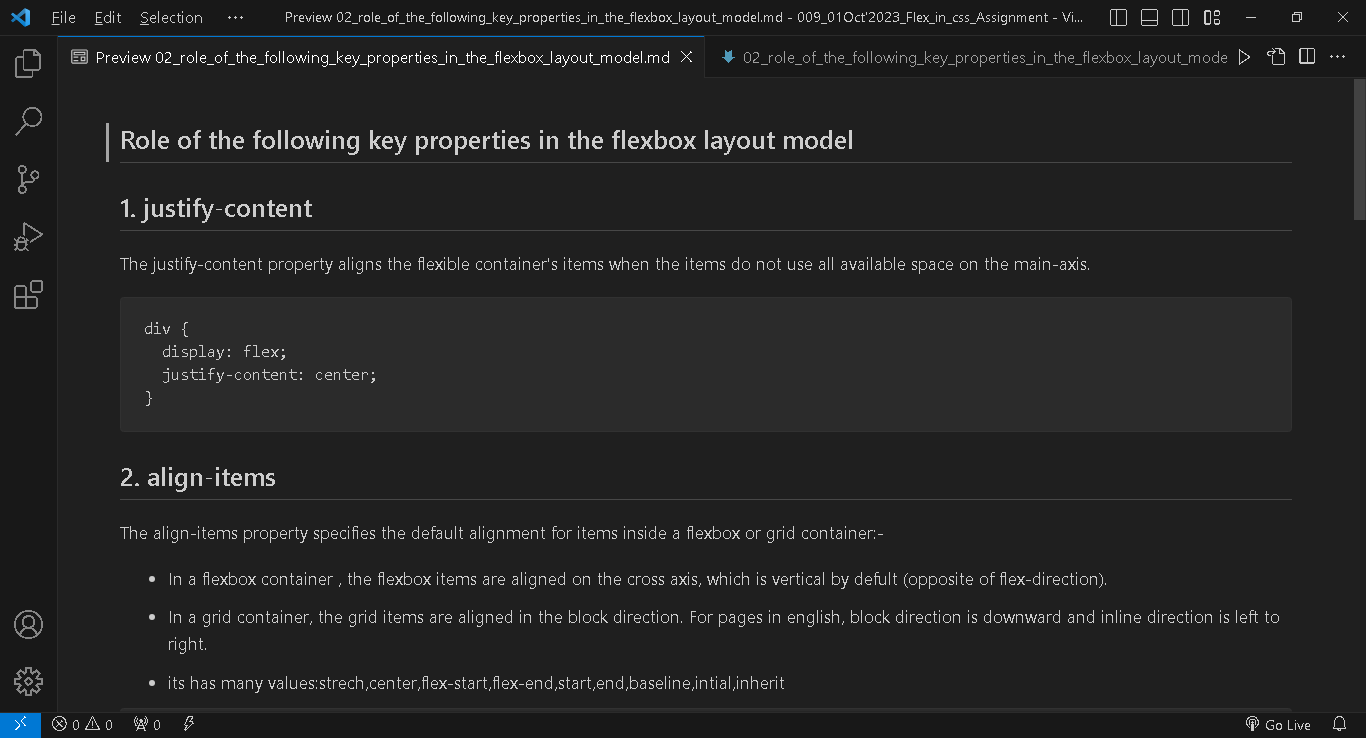 File Edit Selection ··· Preview 02_role_of_the_following_key_properties_in_the_flexbox_layout_model.md - 009_01Oct'2023_Flex_in_css_Assignment - Vi...
Preview 02_role_of_the_following_key_properties_in_the_flexbox_layout_model.md 02_role_of_the_following_key_properties_in_the_flexbox_layout_mode
Role of the following key properties in the flexbox layout model
1. justify-content
The justify-content property aligns the flexible container's items when the items do not use all available space on the main-axis.
div {
  display: flex;
  justify-content: center;
}
2. align-items
The align-items property specifies the default alignment for items inside a flexbox or grid container:-
• In a flexbox container , the flexbox items are aligned on the cross axis, which is vertical by defult (opposite of flex-direction).
• In a grid container, the grid items are aligned in the block direction. For pages in english, block direction is downward and inline direction is left to
right.
• its has many values:strech,center,flex-start,flex-end,start,end,baseline,intial,inherit
0 0 0 Go Live